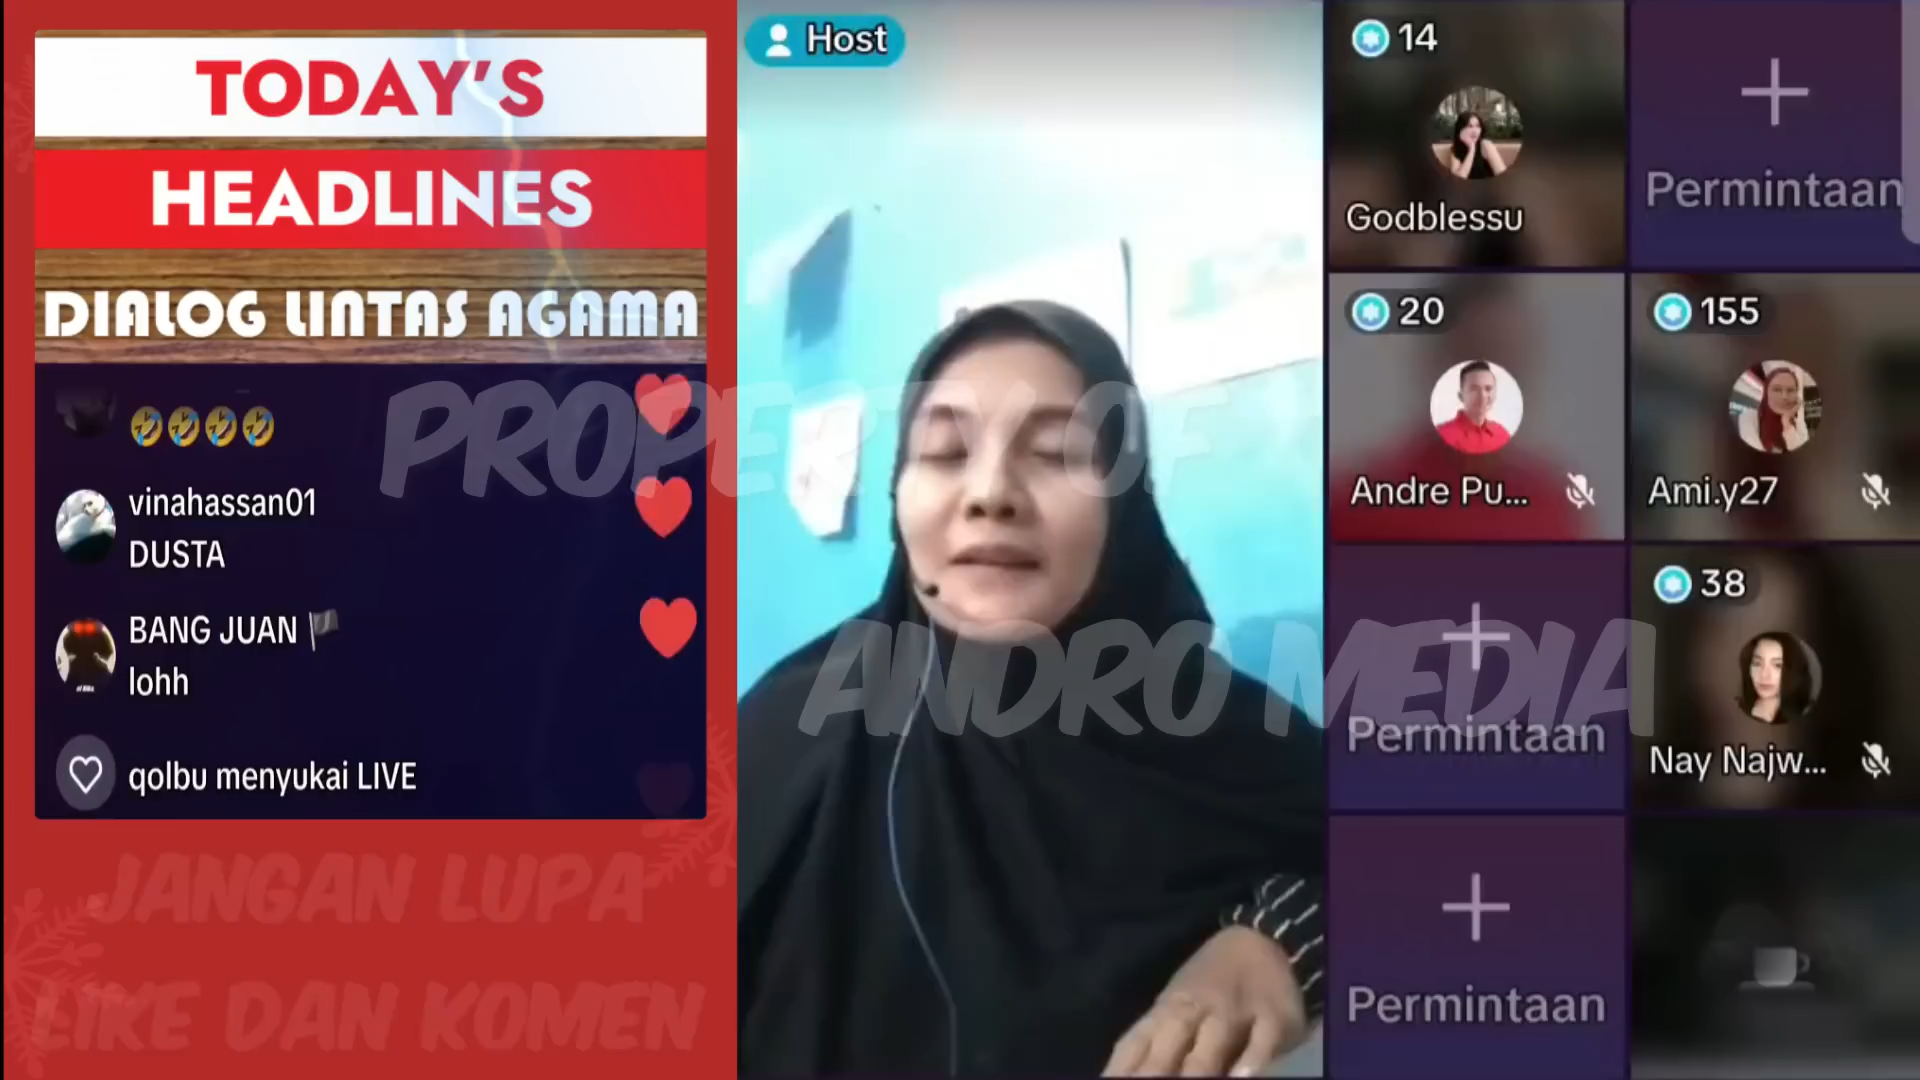 TODAY'S
HEADLINES
DIALOG LINTAS AGAMA
🤣🤣🤣🤣
vinahassan01
DUSTA
BANG JUAN 🏴
lohh
qolbu menyukai LIVE
JANGAN LUPA
LIKE DAN KOMEN
Host
PROPERTY OF
ANDRO MEDIA
14
Godblessu
Permintaan
20
Andre Pu...
155
Ami.y27
Permintaan
38
Nay Najw...
Permintaan